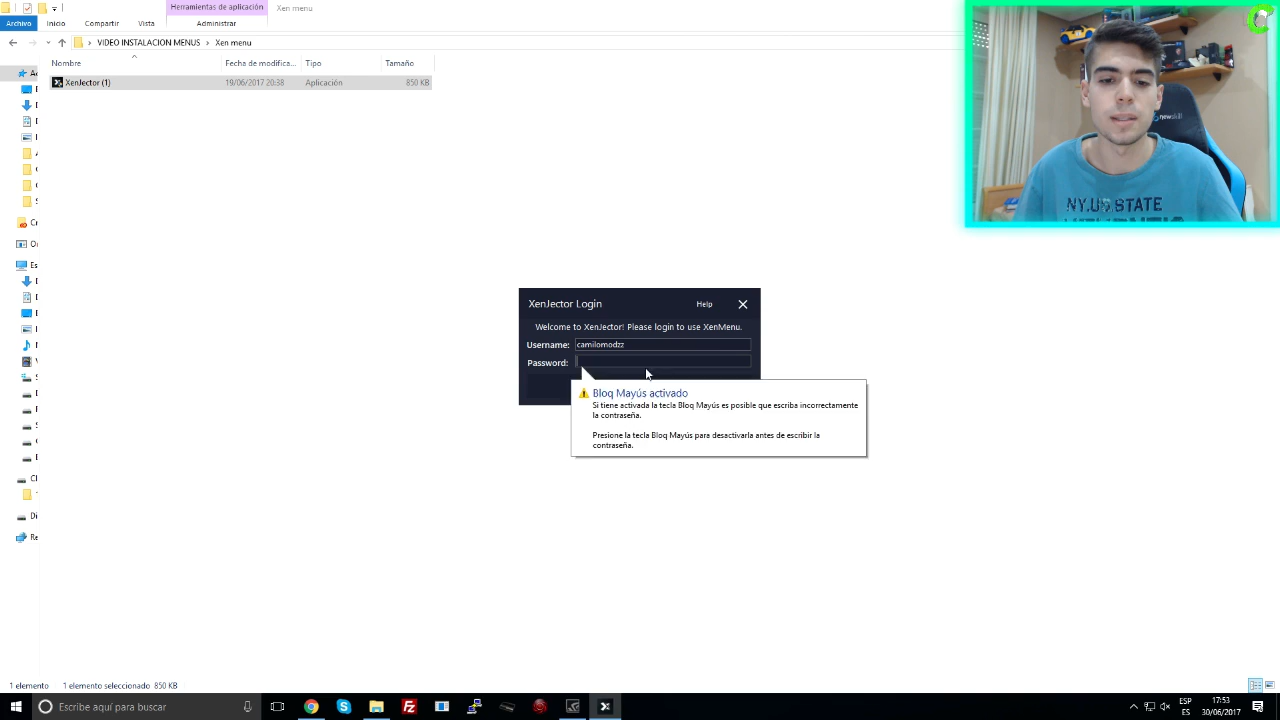 Herramientas de aplicación
Xen menu
Archivo
Inicio
Compartir
Vista
Administrar
VIDEO INSTALACION MENUS
Xen menu
Nombre
Fecha de modifica...
Tipo
Tamaño
XenJector (1)
19/06/2017 20:38
Aplicación
850 KB
newskill
NY.US STATE
XenJector Login
Help
Welcome to XenJector! Please login to use XenMenu.
Username:
camilomodzz
Password:
Bloq Mayús activado
Si tiene activada la tecla Bloq Mayús es posible que escriba incorrectamente
la contraseña.
Presione la tecla Bloq Mayús para desactivarla antes de escribir la
contraseña.
1 elemento
1 elemento seleccionado
850 KB
Escribe aquí para buscar
ESP
ES
17:53
30/06/2017